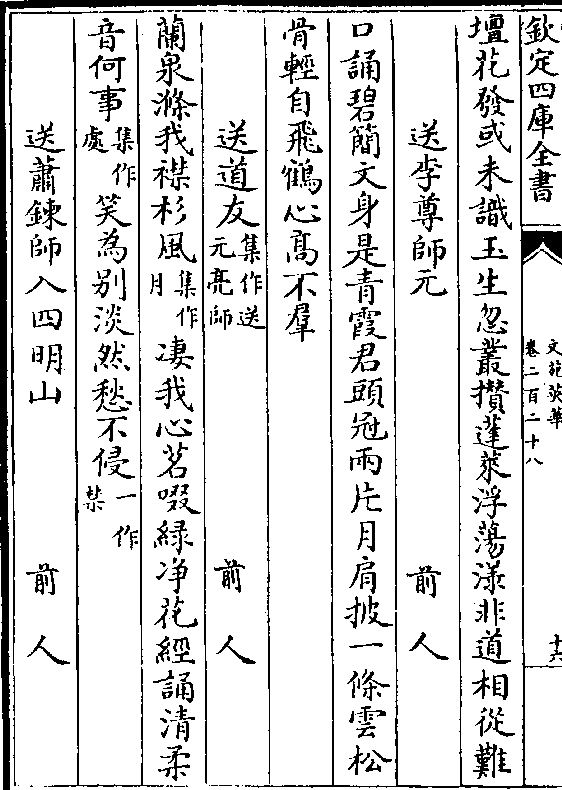 欽定四庫全書
文苑英華
卷二百二十八
十六
壇花發或未識玉生忽叢攢蓬萊浮蕩漾非道相從難
送李尊師元 前人
口誦碧簡文身是青霞君頭冠兩片月肩披一條雲松
骨輕自飛鶴心高不羣
送道友集作送元亮師 前人
蘭泉滌我襟杉風集作月凄我心茗啜緑净花經誦清柔
音何事集作處笑為别淡然愁不侵一作禁
送蕭鍊師入四明山 前人